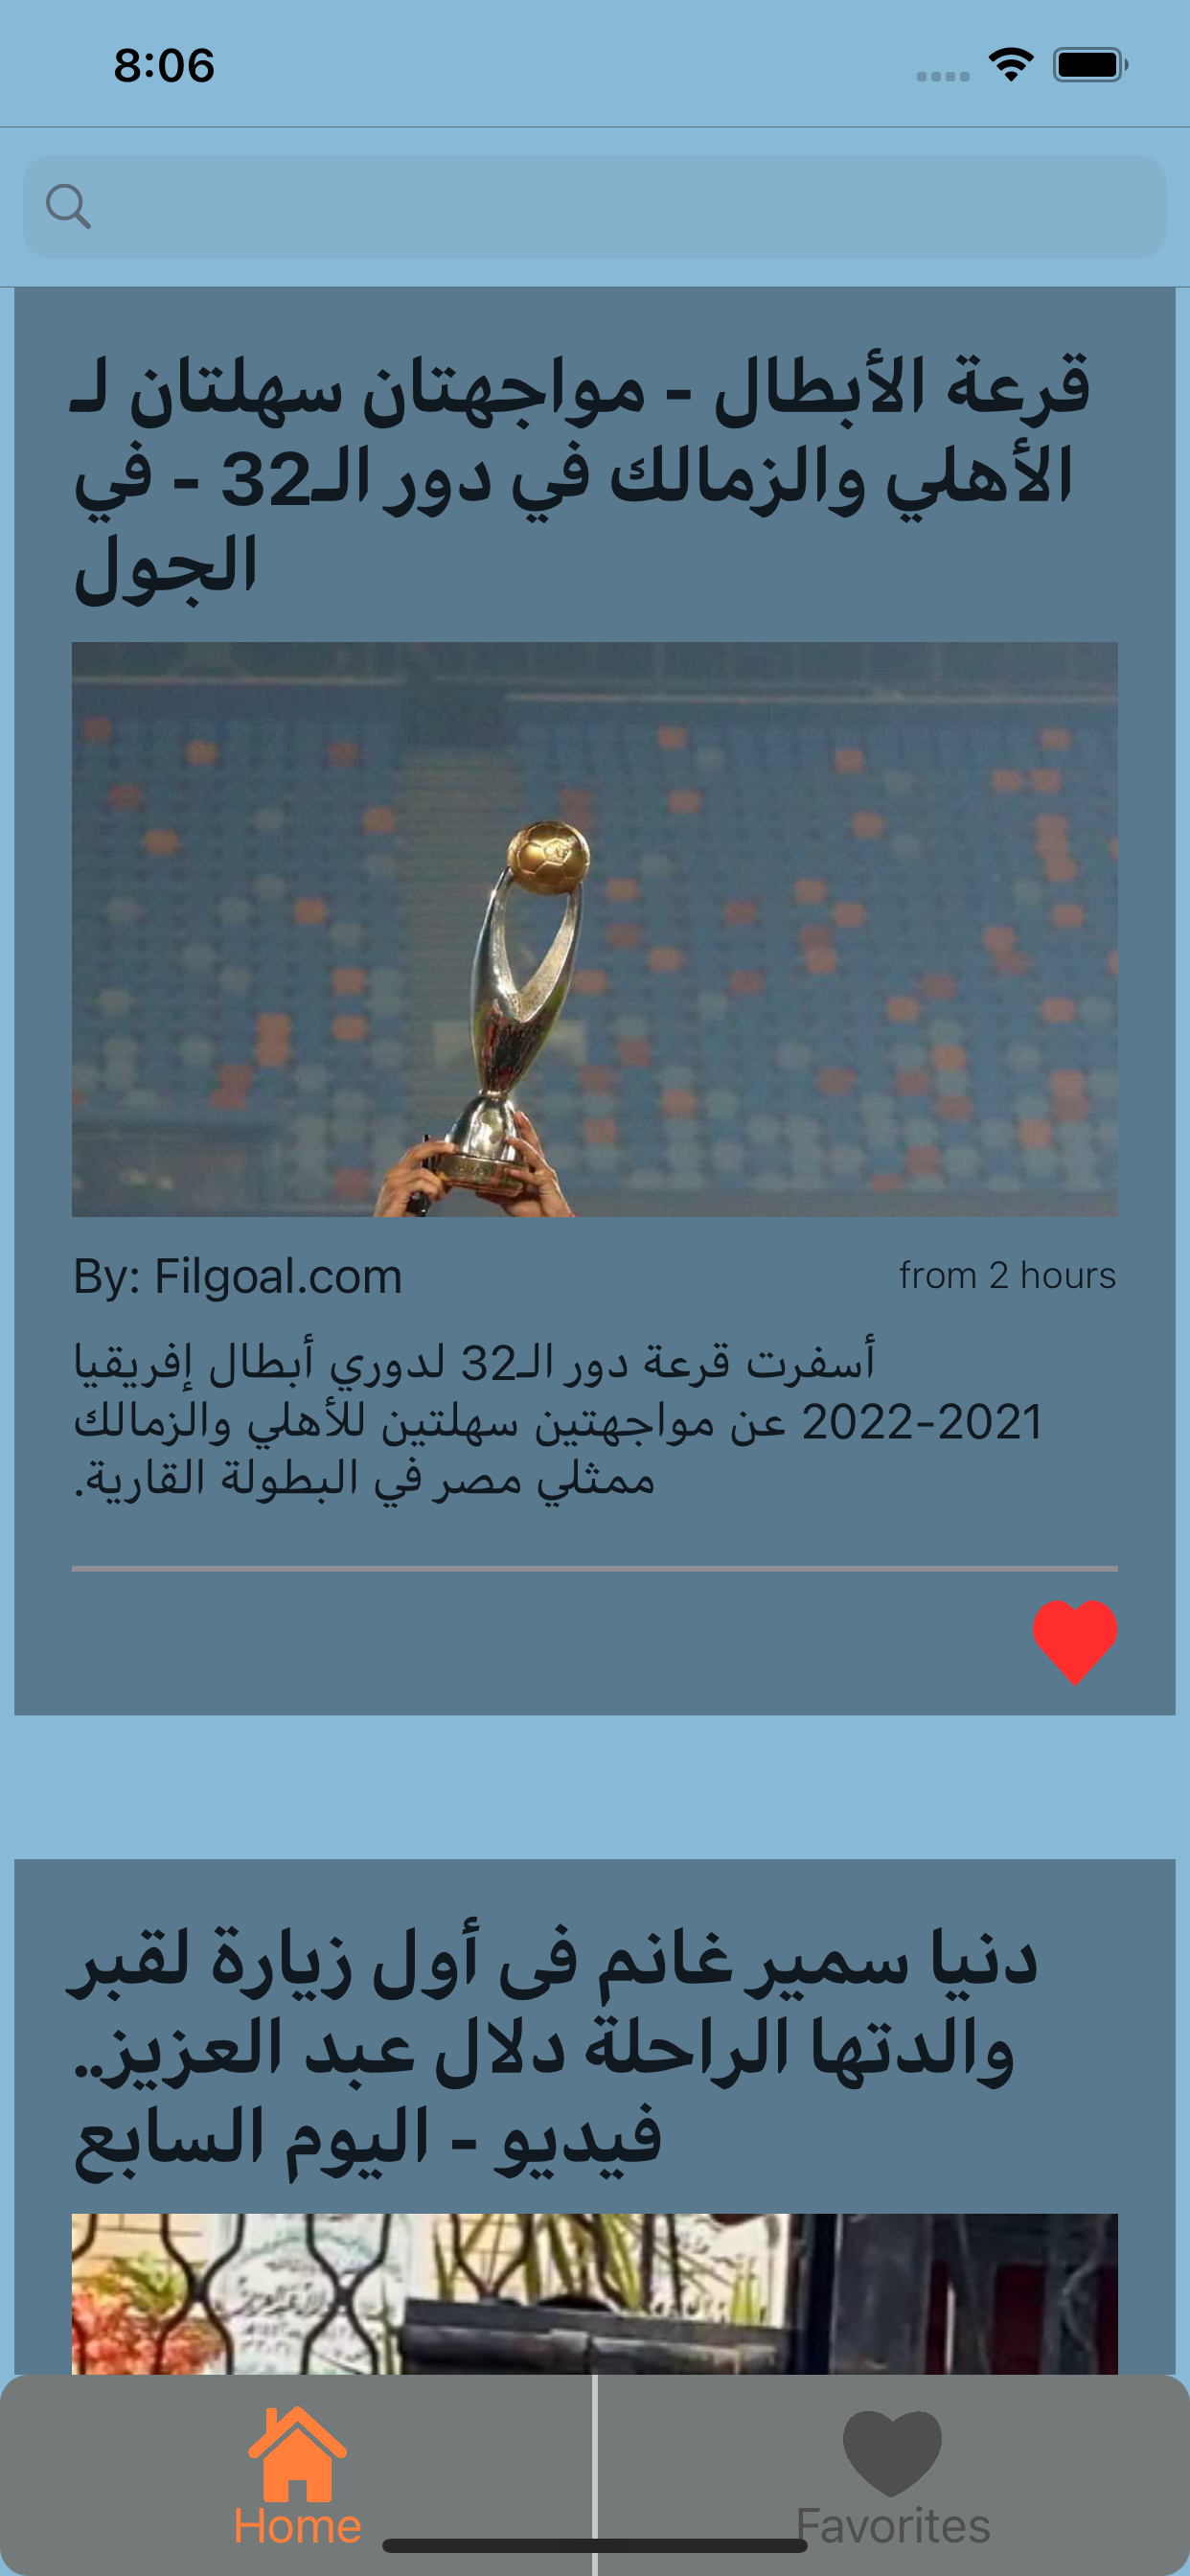 8:06
قرعة الأبطال - مواجهتان سهلتان لـ
الأهلي والزمالك في دور الـ32 - في
الجول
By: Filgoal.com
from 2 hours
أسفرت قرعة دور الـ32 لدوري أبطال إفريقيا
2021-2022 عن مواجهتين سهلتين للأهلي والزمالك
ممثلي مصر في البطولة القارية.
دنيا سمير غانم فى أول زيارة لقبر
والدتها الراحلة دلال عبد العزيز..
فيديو - اليوم السابع
Home
Favorites